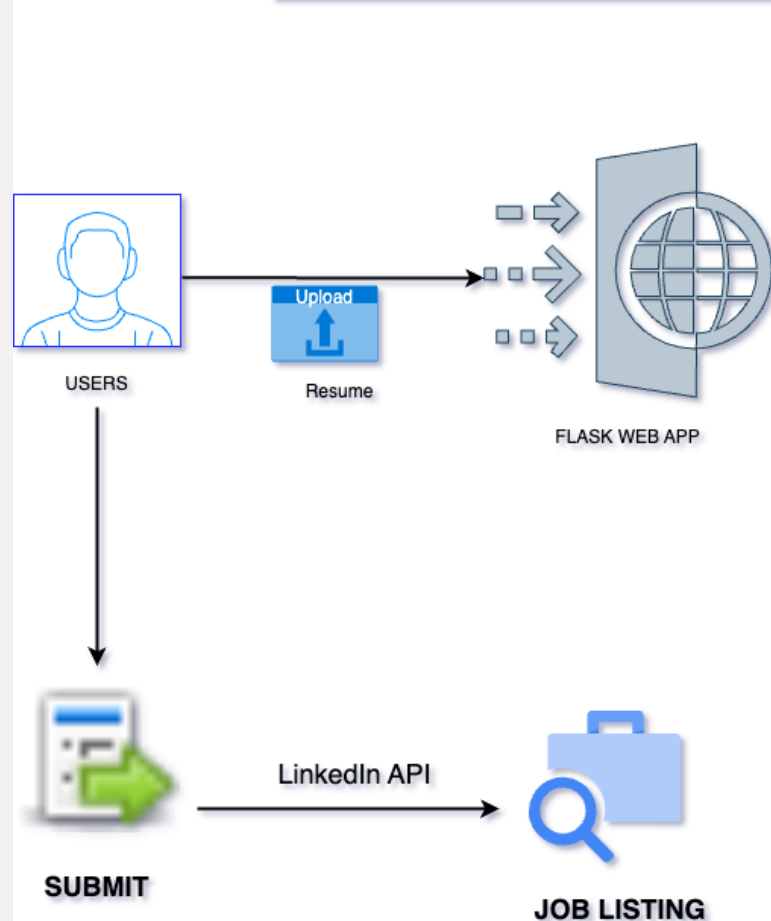 Upload
USERS
Resume
FLASK WEB APP
LinkedIn API
SUBMIT
JOB LISTING